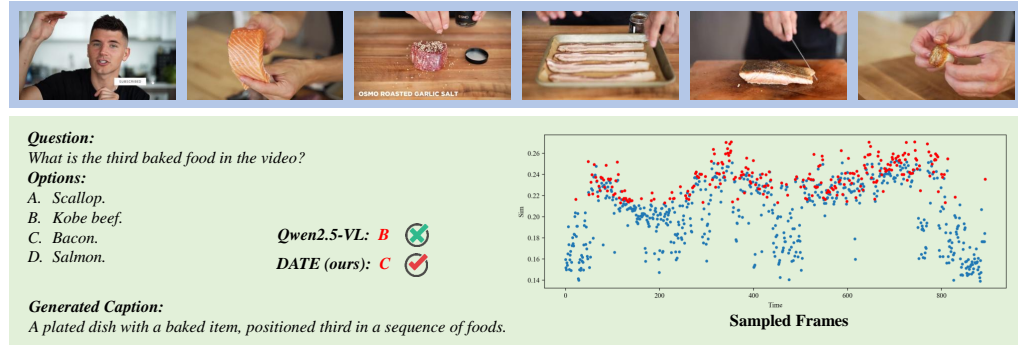 SUBSCRIBED
OSMO ROASTED GARLIC SALT
Question:
What is the third baked food in the video?
Options:
A. Scallop.
B. Kobe beef.
C. Bacon.
D. Salmon.
Qwen2.5-VL: B
DATE (ours): C
Generated Caption:
A plated dish with a baked item, positioned third in a sequence of foods.
0.26
0.24
0.22
0.20
0.18
0.16
0.14
Sim
0
200
400
600
800
Time
Sampled Frames